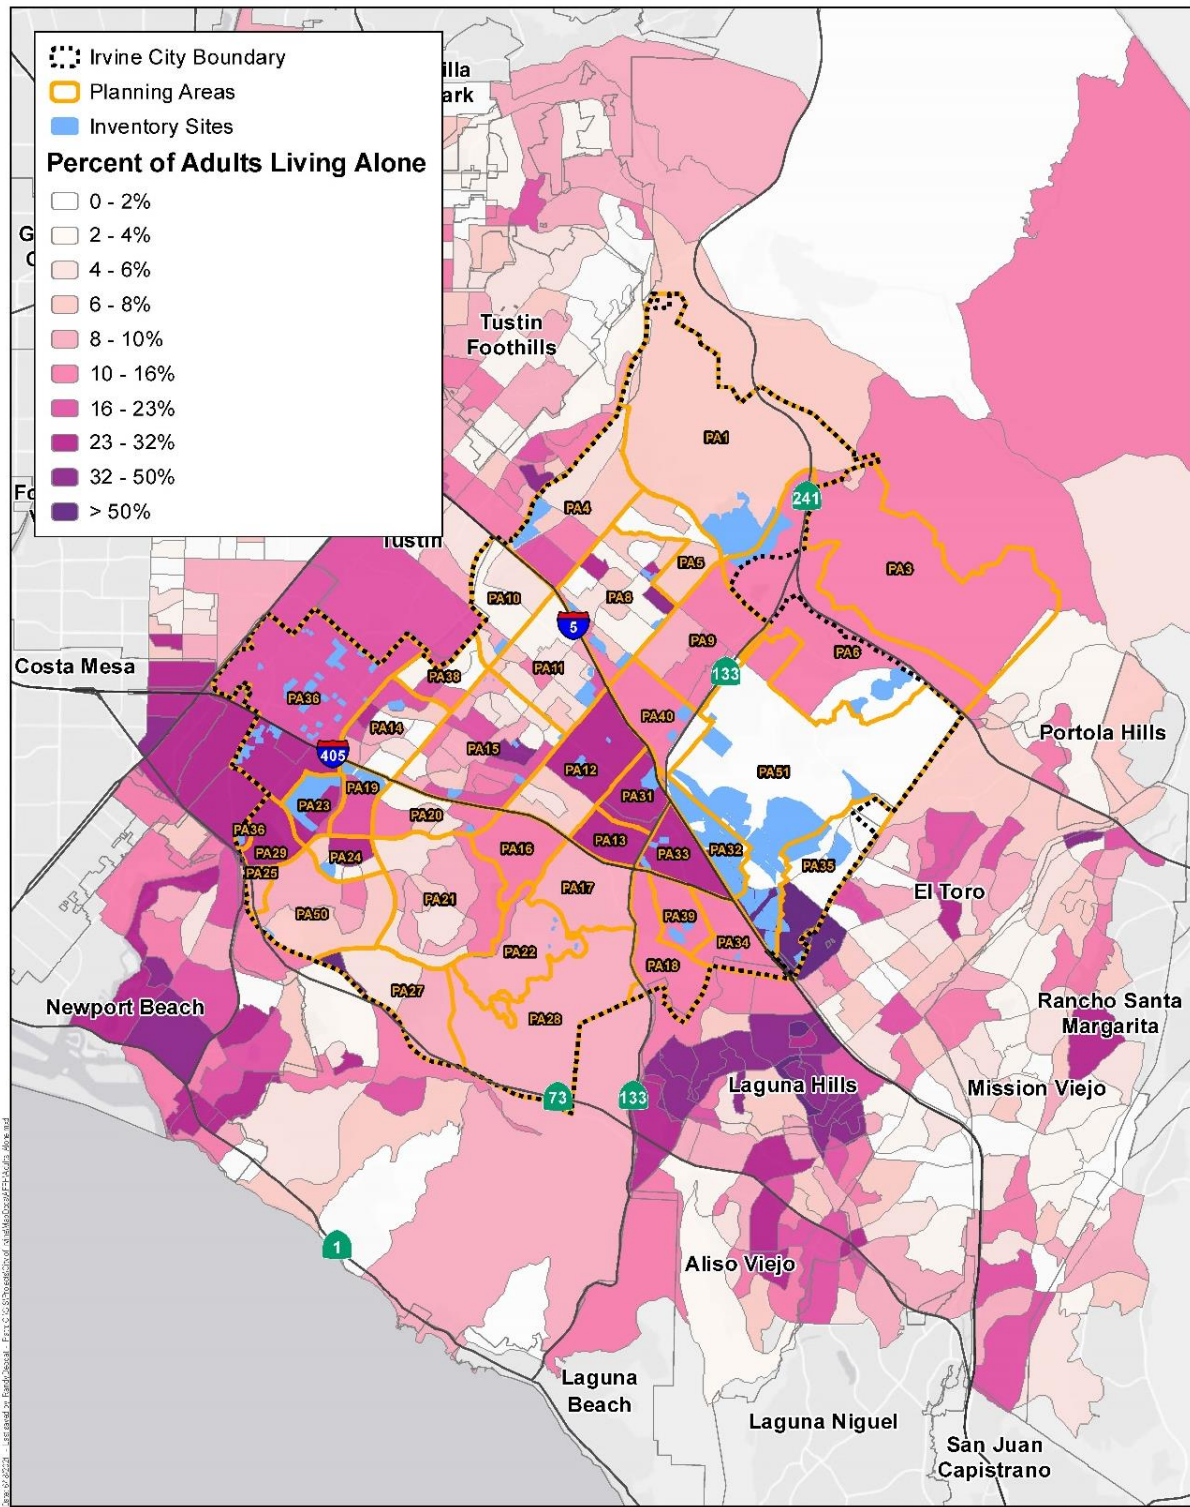 Irvine City Boundary
Planning Areas
Inventory Sites
Percent of Adults Living Alone
0 - 2%
2 - 4%
4 - 6%
6 - 8%
8 - 10%
10 - 16%
16 - 23%
23 - 32%
32 - 50%
> 50%
illa
ark
G
Fo
Tustin
Tustin
Foothills
PA1
241
PA4
PA3
PA5
PA10
PA8
5
PA9
PA6
Costa Mesa
PA11
PA38
133
PA36
PA14
PA40
Portola Hills
405
PA15
PA12
PA51
PA19
PA31
PA23
PA20
PA36
PA13
PA29
PA24
PA16
PA33
PA32
PA35
PA25
PA17
El Toro
PA21
PA50
PA39
PA22
PA34
PA18
PA27
Newport Beach
PA28
Rancho Santa
Margarita
Laguna Hills
Mission Viejo
73
133
1
Aliso Viejo
Laguna
Beach
Laguna Niguel
San Juan
Capistrano